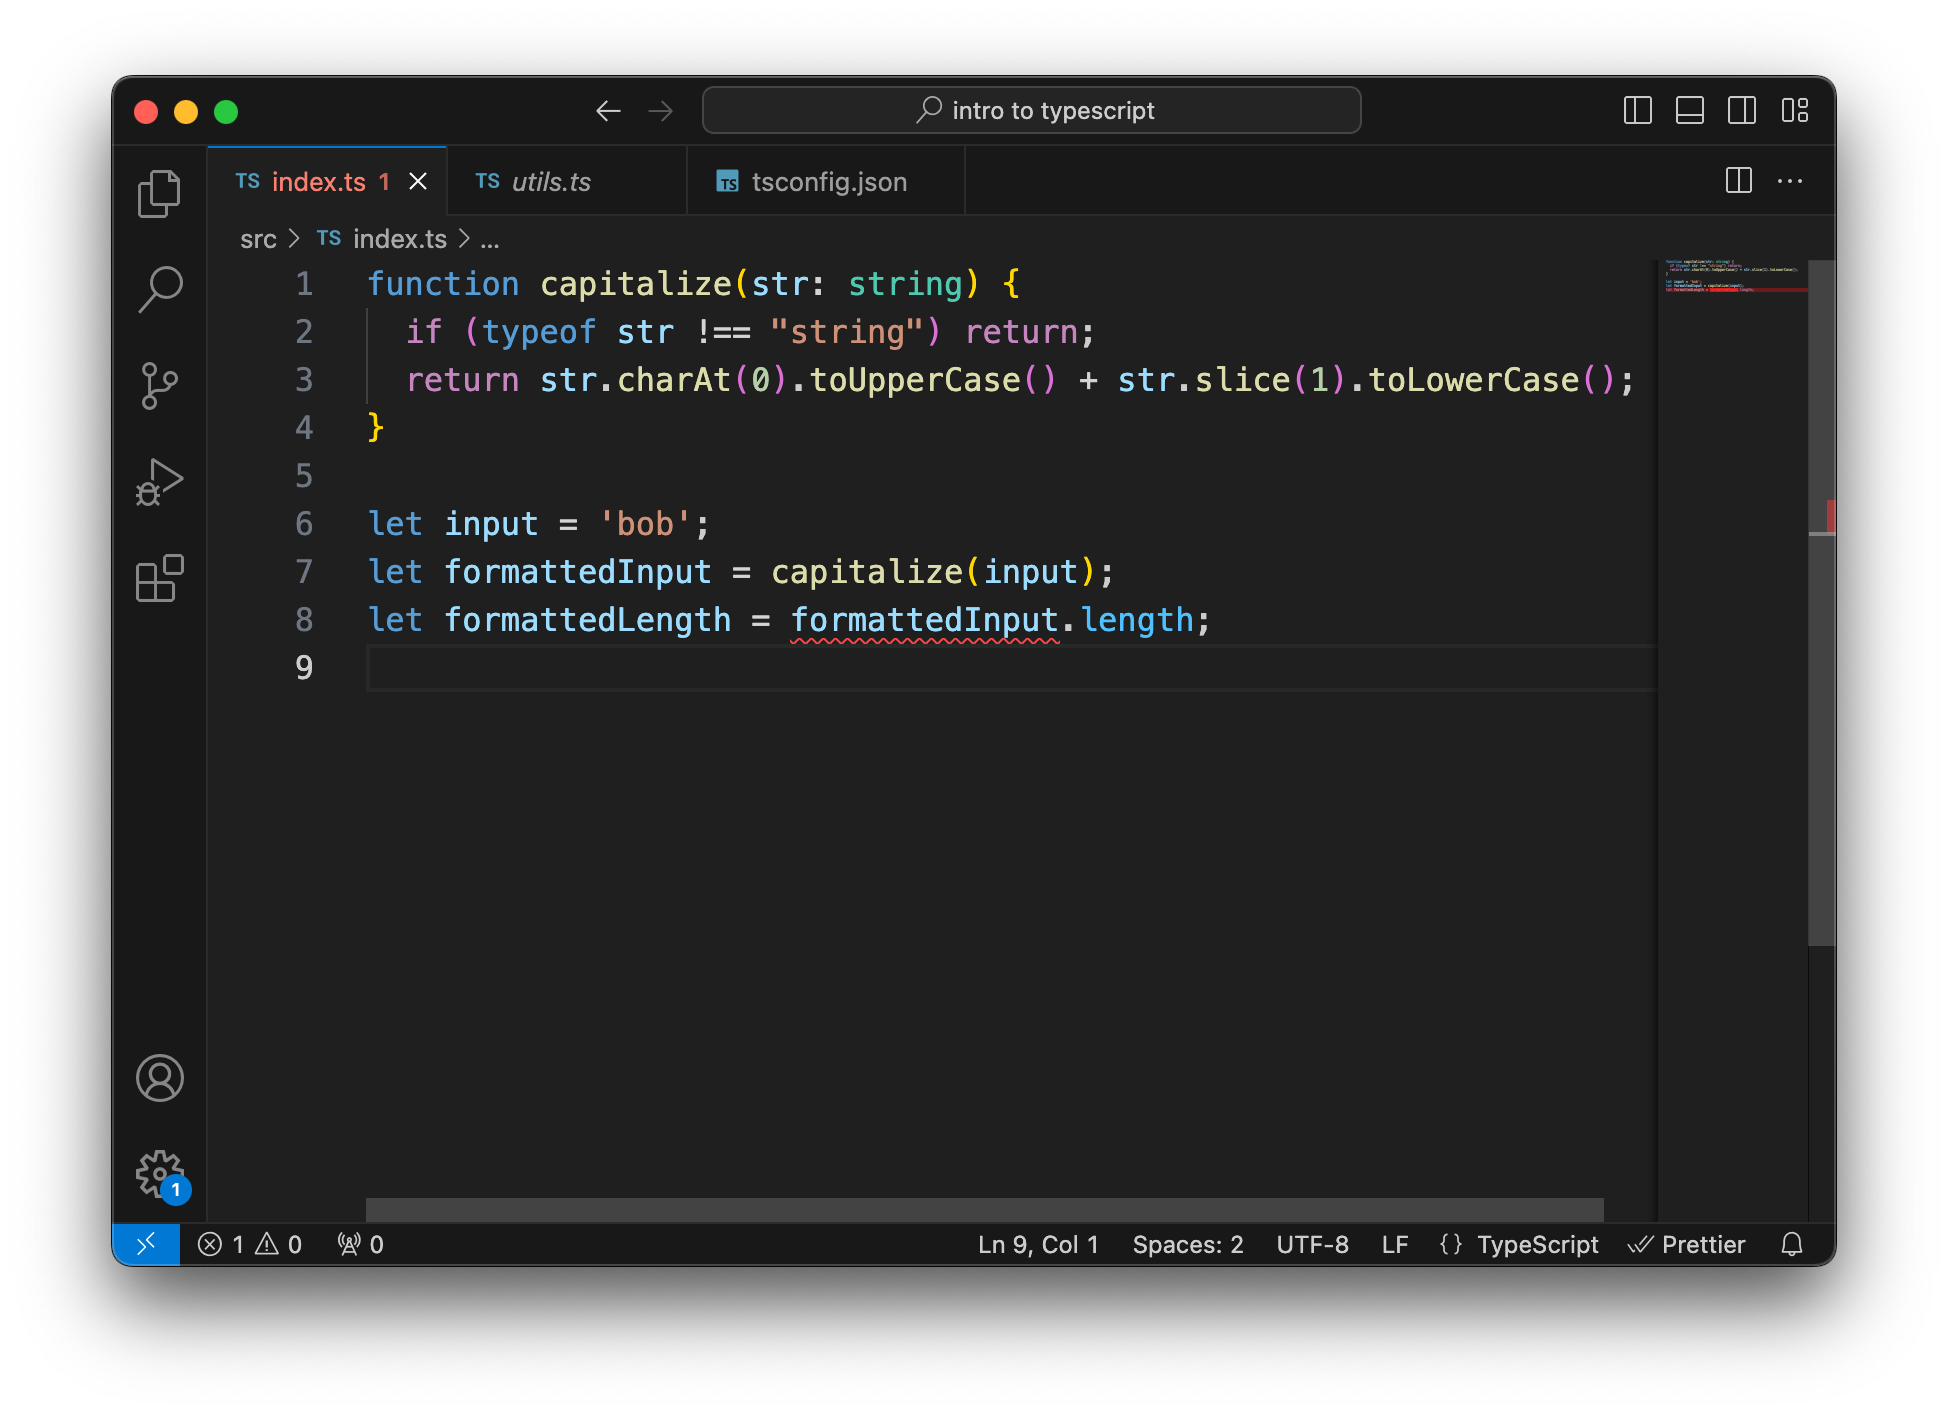 intro to typescript
TS index.ts 1 TS utils.ts TS tsconfig.json
src > TS index.ts > ...
1 function capitalize(str: string) {
2   if (typeof str !== "string") return;
3   return str.charAt(0).toUpperCase() + str.slice(1).toLowerCase();
4 }
5
6 let input = 'bob';
7 let formattedInput = capitalize(input);
8 let formattedLength = formattedInput.length;
9
1
1 0 0 Ln 9, Col 1 Spaces: 2 UTF-8 LF {} TypeScript Prettier